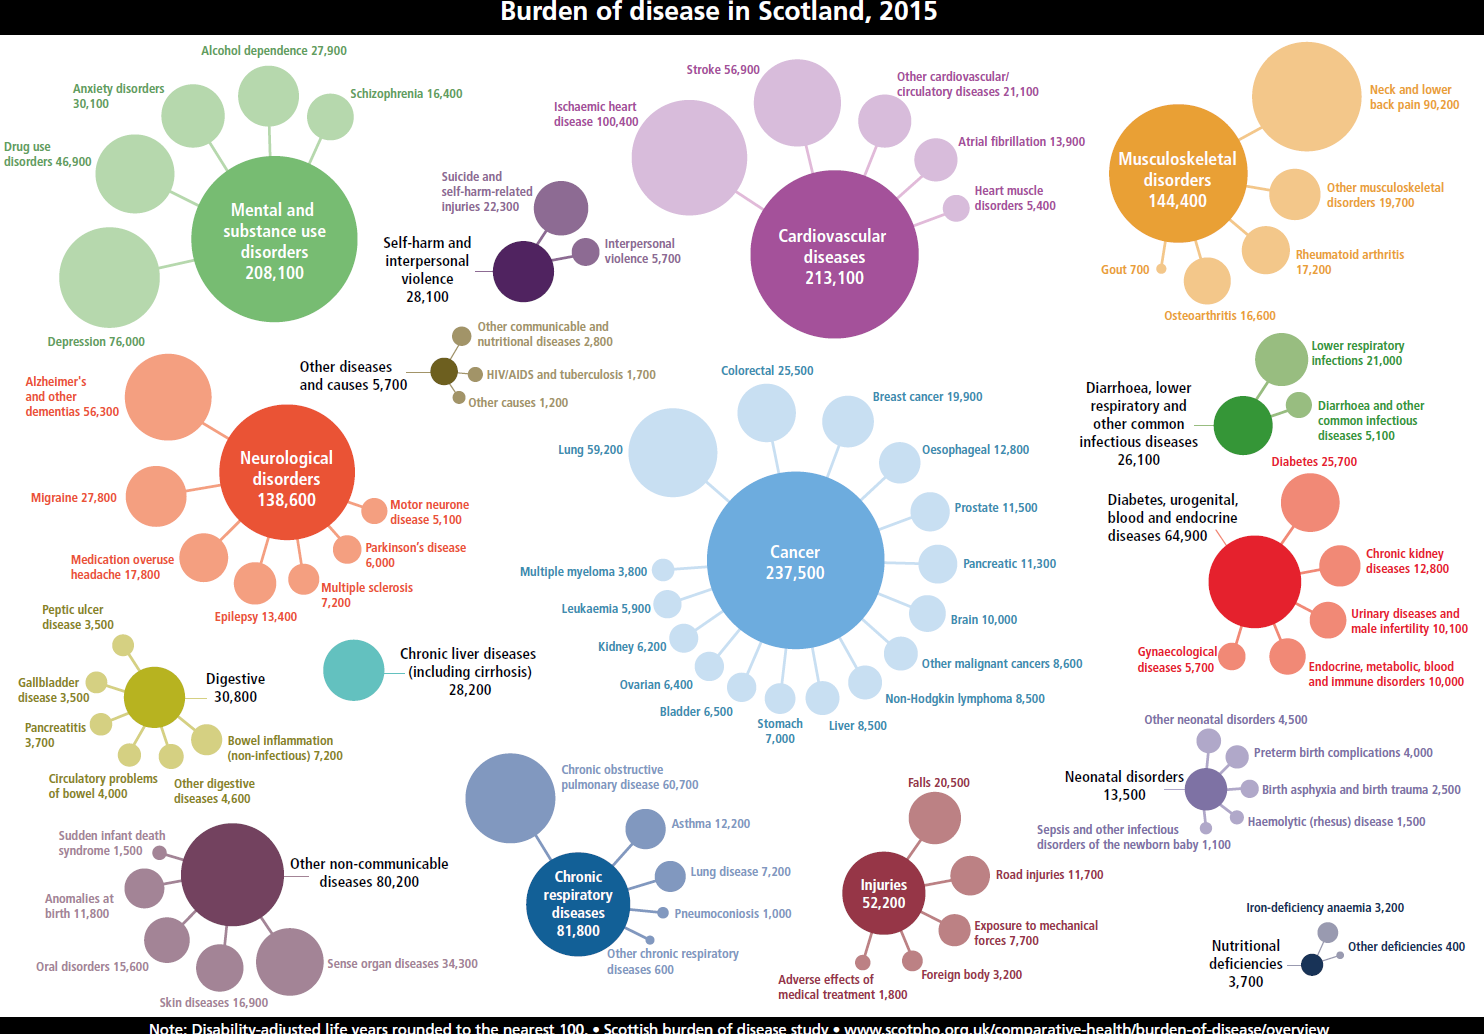 Burden of disease in Scotland, 2015
Alcohol dependence 27,900
Anxiety disorders
30,100
Schizophrenia 16,400
Drug use
disorders 46,900
Mental and
substance use
disorders
208,100
Depression 76,000
Suicide and
self-harm-related
injuries 22,300
Self-harm and
interpersonal
violence
28,100
Interpersonal
violence 5,700
Stroke 56,900
Other cardiovascular/
circulatory diseases 21,100
Ischaemic heart
disease 100,400
Atrial fibrillation 13,900
Heart muscle
disorders 5,400
Cardiovascular
diseases
213,100
Neck and lower
back pain 90,200
Musculoskeletal
disorders
144,400
Other musculoskeletal
disorders 19,700
Rheumatoid arthritis
17,200
Gout 700
Osteoarthritis 16,600
Other communicable and
nutritional diseases 2,800
Other diseases
and causes 5,700
HIV/AIDS and tuberculosis 1,700
Other causes 1,200
Lower respiratory
infections 21,000
Diarrhoea, lower
respiratory and
other common
infectious diseases
26,100
Diarrhoea and other
common infectious
diseases 5,100
Alzheimer's
and other
dementias 56,300
Neurological
disorders
138,600
Migraine 27,800
Motor neurone
disease 5,100
Medication overuse
headache 17,800
Parkinson's disease
6,000
Multiple sclerosis
7,200
Epilepsy 13,400
Colorectal 25,500
Breast cancer 19,900
Lung 59,200
Oesophageal 12,800
Prostate 11,500
Cancer
237,500
Pancreatic 11,300
Multiple myeloma 3,800
Leukaemia 5,900
Brain 10,000
Kidney 6,200
Other malignant cancers 8,600
Ovarian 6,400
Non-Hodgkin lymphoma 8,500
Bladder 6,500
Stomach
7,000
Liver 8,500
Diabetes 25,700
Diabetes, urogenital,
blood and endocrine
diseases 64,900
Chronic kidney
diseases 12,800
Urinary diseases and
male infertility 10,100
Gynaecological
diseases 5,700
Endocrine, metabolic, blood
and immune disorders 10,000
Peptic ulcer
disease 3,500
Gallbladder
disease 3,500
Digestive
30,800
Pancreatitis
3,700
Bowel inflammation
(non-infectious) 7,200
Circulatory problems
of bowel 4,000
Other digestive
diseases 4,600
Chronic liver diseases
(including cirrhosis)
28,200
Other neonatal disorders 4,500
Preterm birth complications 4,000
Neonatal disorders
13,500
Birth asphyxia and birth trauma 2,500
Haemolytic (rhesus) disease 1,500
Sepsis and other infectious
disorders of the newborn baby 1,100
Sudden infant death
syndrome 1,500
Other non-communicable
diseases 80,200
Anomalies at
birth 11,800
Oral disorders 15,600
Sense organ diseases 34,300
Skin diseases 16,900
Chronic obstructive
pulmonary disease 60,700
Asthma 12,200
Chronic
respiratory
diseases
81,800
Lung disease 7,200
Pneumoconiosis 1,000
Other chronic respiratory
diseases 600
Falls 20,500
Injuries
52,200
Road injuries 11,700
Exposure to mechanical
forces 7,700
Foreign body 3,200
Adverse effects of
medical treatment 1,800
Iron-deficiency anaemia 3,200
Nutritional
deficiencies
3,700
Other deficiencies 400
Note: Disability-adjusted life years rounded to the nearest 100. • Scottish burden of disease study • www.scotpho.org.uk/comparative-health/burden-of-disease/overview